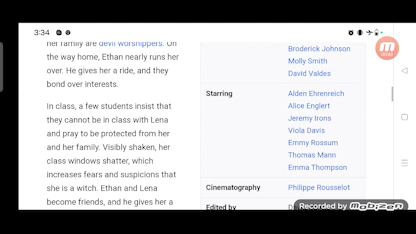 3:34
her family are devil worshippers. On
the way home, Ethan nearly runs her
over. He gives her a ride, and they
bond over interests.
In class, a few students insist that
they cannot be in class with Lena
and pray to be protected from her
and her family. Visibly shaken, her
class windows shatter, which
increases fears and suspicions that
she is a witch. Ethan and Lena
become friends, and he gives her a
Broderick Johnson
Molly Smith
David Valdes
Starring
Alden Ehrenreich
Alice Englert
Jeremy Irons
Viola Davis
Emmy Rossum
Thomas Mann
Emma Thompson
Cinematography
Philippe Rousselot
Edited by
Recorded by Mobizen